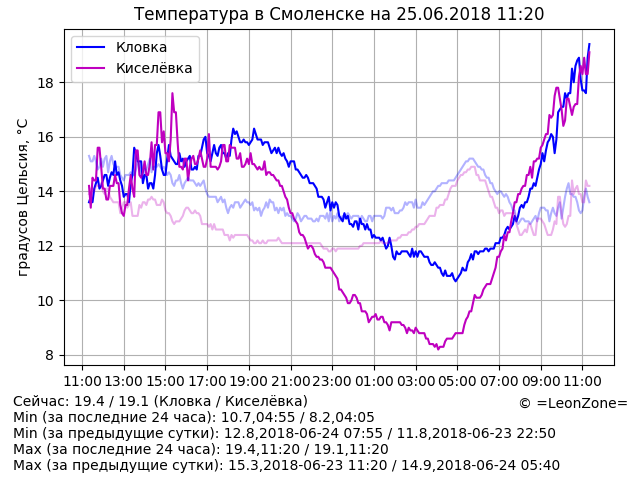 Температура в Смоленске на 25.06.2018 11:20
Кловка
Киселёвка
градусов Цельсия, °C
18
16
14
12
10
8
11:00 13:00 15:00 17:00 19:00 21:00 23:00 01:00 03:00 05:00 07:00 09:00 11:00
Сейчас: 19.4 / 19.1 (Кловка / Киселёвка)
© =LeonZone=
Min (за последние 24 часа): 10.7,04:55 / 8.2,04:05
Min (за предыдущие сутки): 12.8,2018-06-24 07:55 / 11.8,2018-06-23 22:50
Max (за последние 24 часа): 19.4,11:20 / 19.1,11:20
Max (за предыдущие сутки): 15.3,2018-06-23 11:20 / 14.9,2018-06-24 05:40